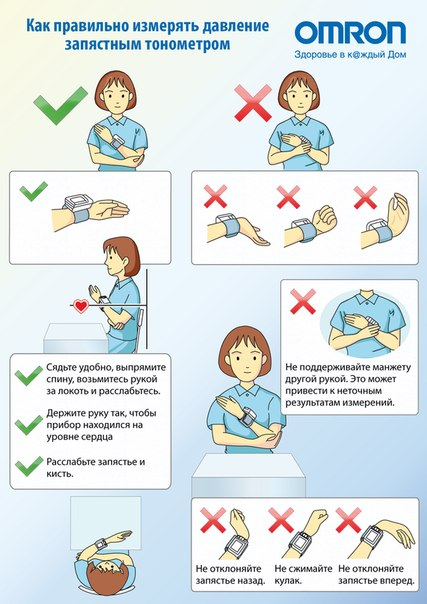 Как правильно измерять давление
запястным тонометром
OMRON
Здоровье в к@ждый Дом
Сядьте удобно, выпрямите
спину, возьмитесь рукой
за локоть и расслабьтесь.
Держите руку так, чтобы
прибор находился на
уровне сердца
Расслабьте запястье и
кисть.
Не поддерживайте манжету
другой рукой. Это может
привести к неточным
результатам измерений.
Не отклоняйте
запястье назад.
Не сжимайте
кулак.
Не отклоняйте
запястье вперед.